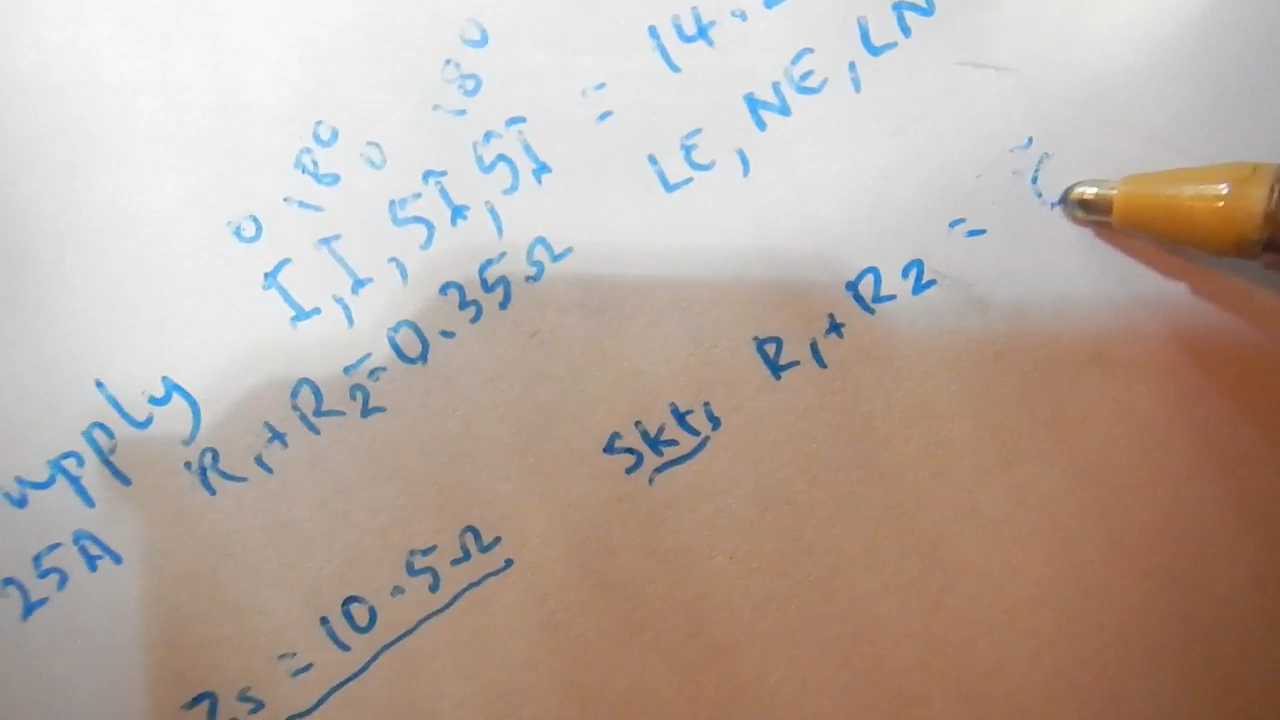 0 180, 0 180
I, I, 5I, 5I = 14.
LE, NE, LN
upply R1+R2=0.35Ω
25A
Skts R1+R2 =
Zs = 10.5Ω